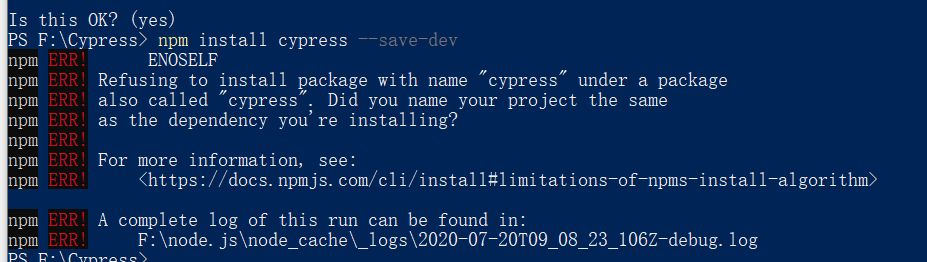 Is this OK? (yes)
PS F:\Cypress> npm install cypress --save-dev
npm ERR!      ENOSELF
npm ERR! Refusing to install package with name "cypress" under a package
npm ERR! also called "cypress". Did you name your project the same
npm ERR! as the dependency you're installing?
npm ERR!
npm ERR! For more information, see:
npm ERR!     <https://docs.npmjs.com/cli/install#limitations-of-npms-install-algorithm>
npm ERR! A complete log of this run can be found in:
npm ERR!     F:\node.js\node_cache\_logs\2020-07-20T09_08_23_106Z-debug.log
PS F:\Cypress>